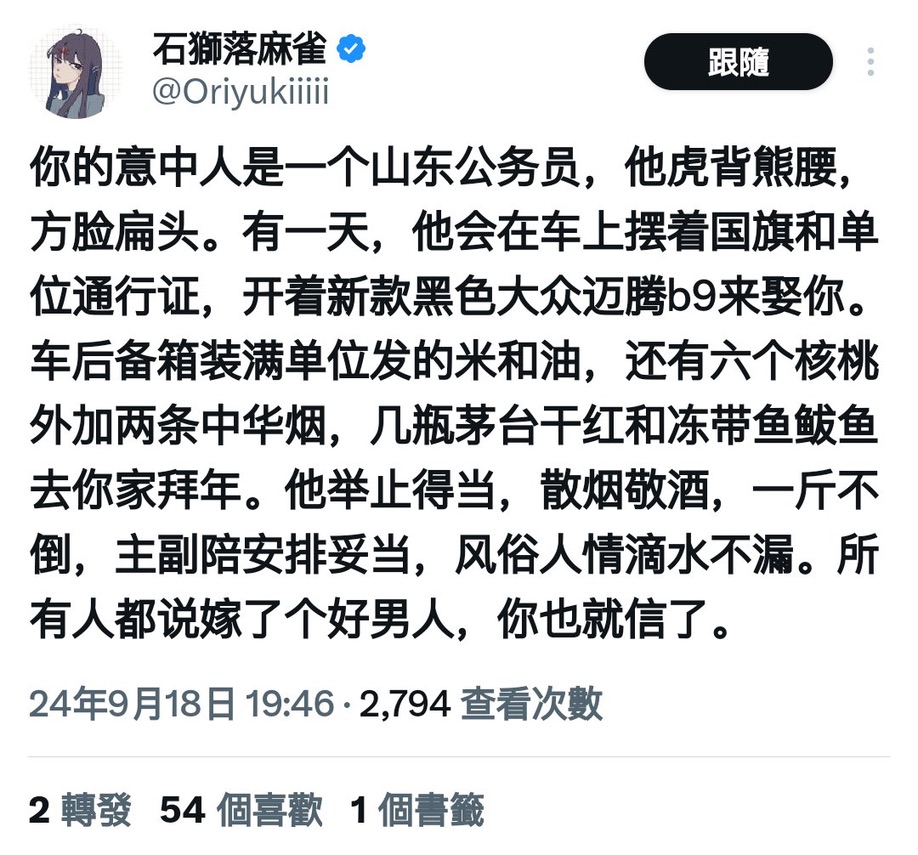 石獅落麻雀
跟隨
@Oriyukiiiii
你的意中人是一个山东公务员，他虎背熊腰，
方脸扁头。有一天，他会在车上摆着国旗和单
位通行证，开着新款黑色大众迈腾b9来娶你。
车后备箱装满单位发的米和油，还有六个核桃
外加两条中华烟，几瓶茅台干红和冻带鱼鲅鱼
去你家拜年。他举止得当，散烟敬酒，一斤不
倒，主副陪安排妥当，风俗人情滴水不漏。所
有人都说嫁了个好男人，你也就信了。
24年9月18日 19:46 · 2,794 查看次數
2 轉發 54 個喜歡 1 個書籤